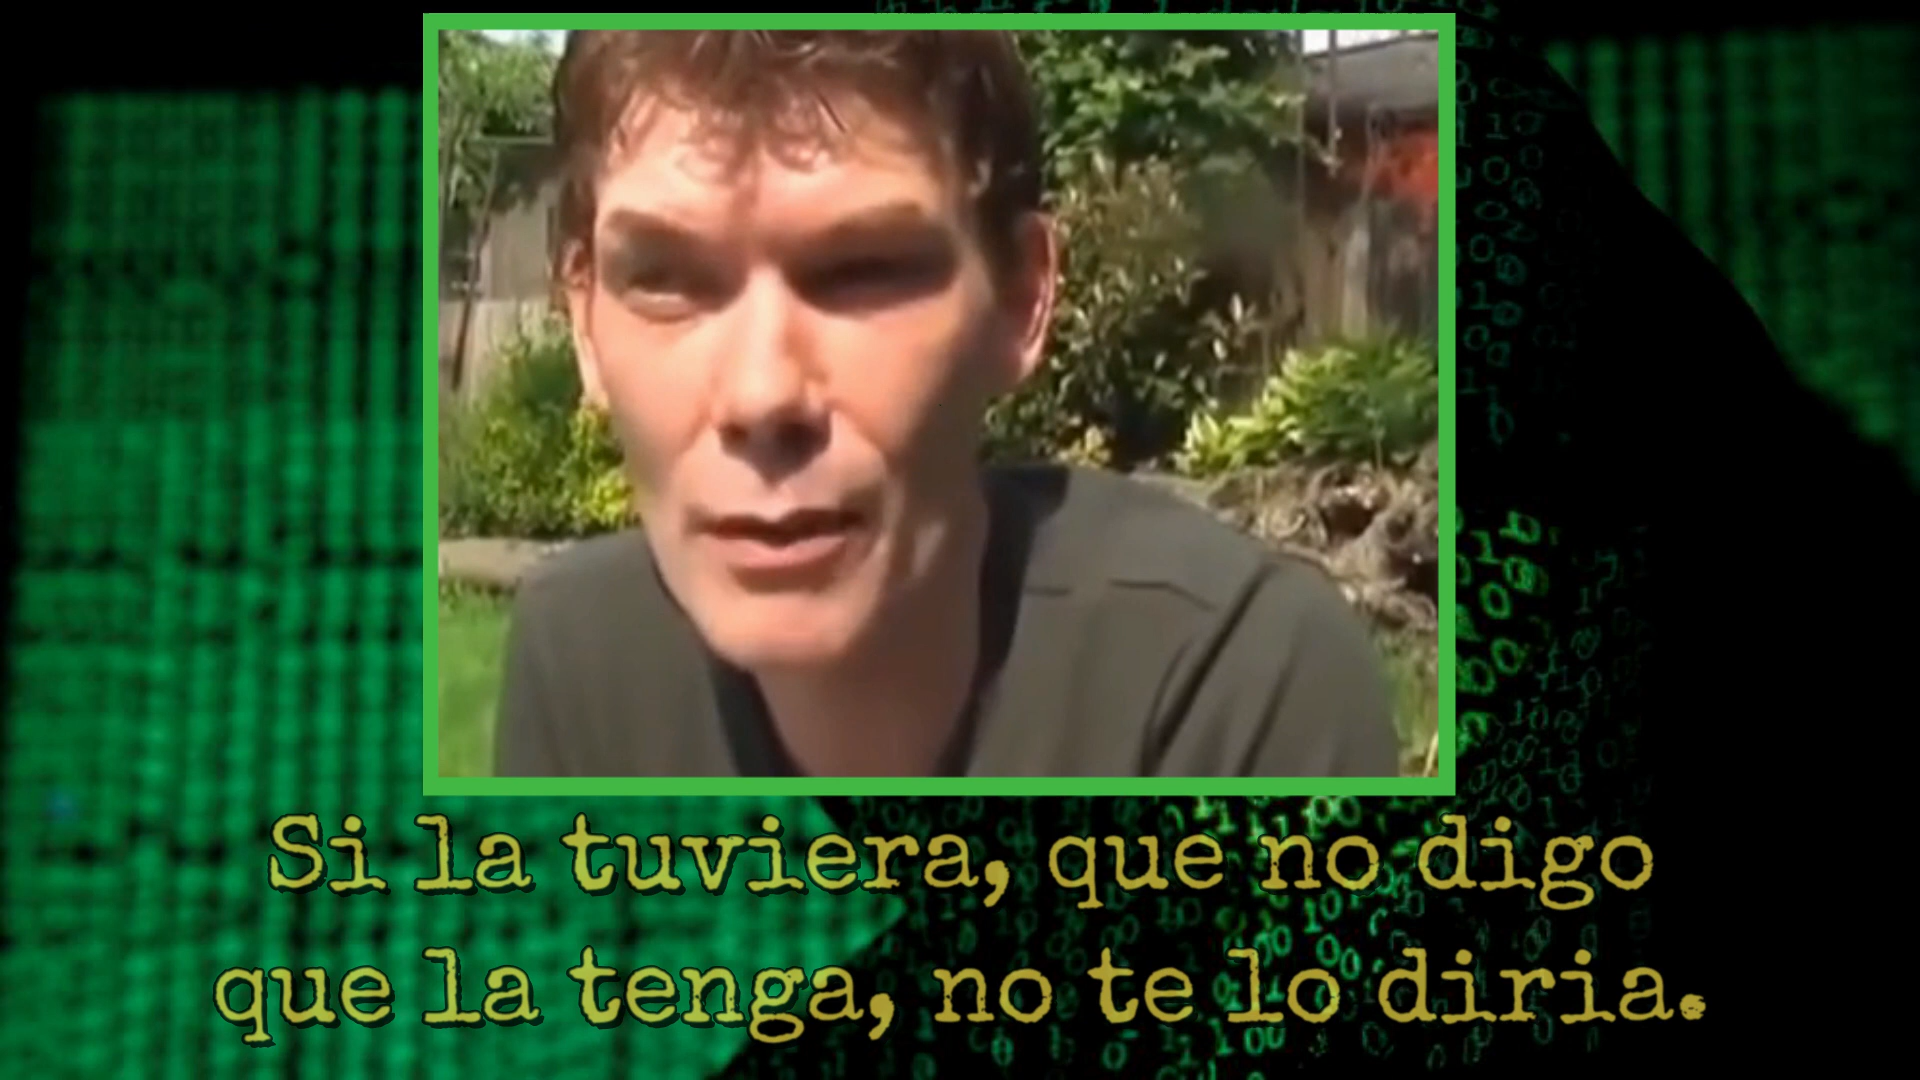 Si la tuviera, que no digo
que la tenga, no te lo diria.